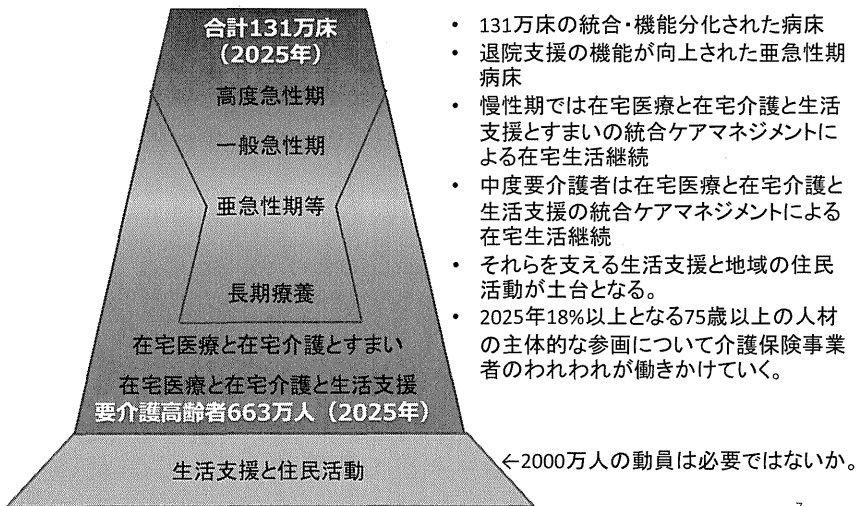 合計131万床
（2025年）
高度急性期
一般急性期
亜急性期等
長期療養
在宅医療と在宅介護とすまい
在宅医療と在宅介護と生活支援
要介護高齢者663万人（2025年）
生活支援と住民活動
• 131万床の統合・機能分化された病床
• 退院支援の機能が向上された亜急性期
病床
• 慢性期では在宅医療と在宅介護と生活
支援とすまいの統合ケアマネジメントに
よる在宅生活継続
• 中度要介護者は在宅医療と在宅介護と
生活支援の統合ケアマネジメントによる
在宅生活継続
• それらを支える生活支援と地域の住民
活動が土台となる。
• 2025年18%以上となる75歳以上の人材
の主体的な参画について介護保険事業
者のわれわれが働きかけていく。
←2000万人の動員は必要ではないか。